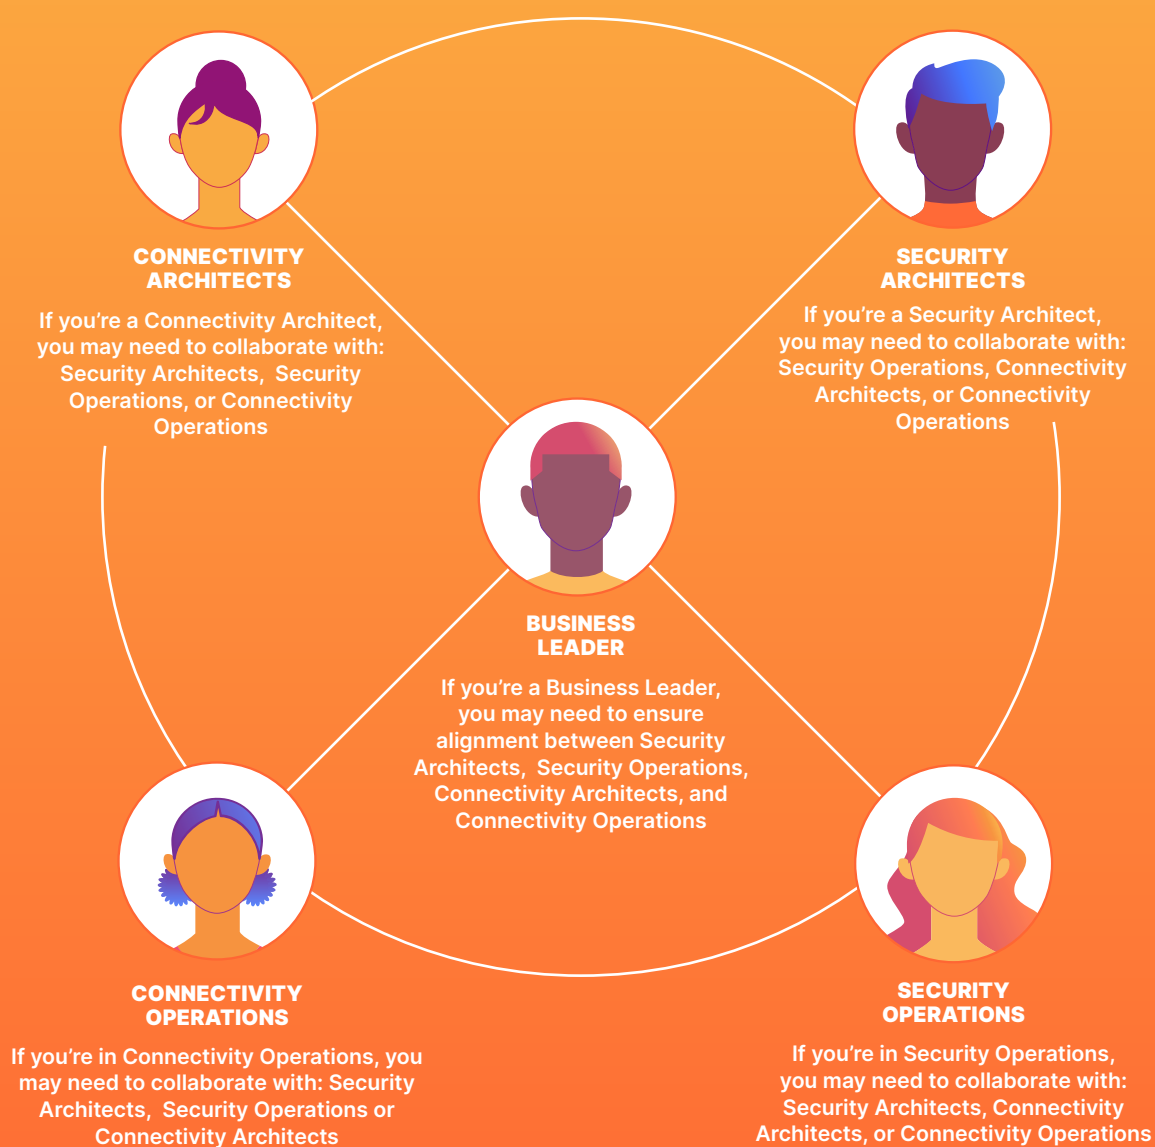 CONNECTIVITY
ARCHITECTS
If you’re a Connectivity Architect,
you may need to collaborate with:
Security Architects,  Security
Operations, or Connectivity
Operations
SECURITY
ARCHITECTS
If you’re a Security Architect,
you may need to collaborate with:
Security Operations, Connectivity
Architects, or Connectivity
Operations
BUSINESS
LEADER
If you’re a Business Leader,
you may need to ensure
alignment between Security
Architects,  Security Operations,
Connectivity Architects, and
Connectivity Operations
CONNECTIVITY
OPERATIONS
If you’re in Connectivity Operations, you
may need to collaborate with: Security
Architects,  Security Operations or
Connectivity Architects
SECURITY
OPERATIONS
If you’re in Security Operations,
you may need to collaborate with:
Security Architects, Connectivity
Architects, or Connectivity Operations